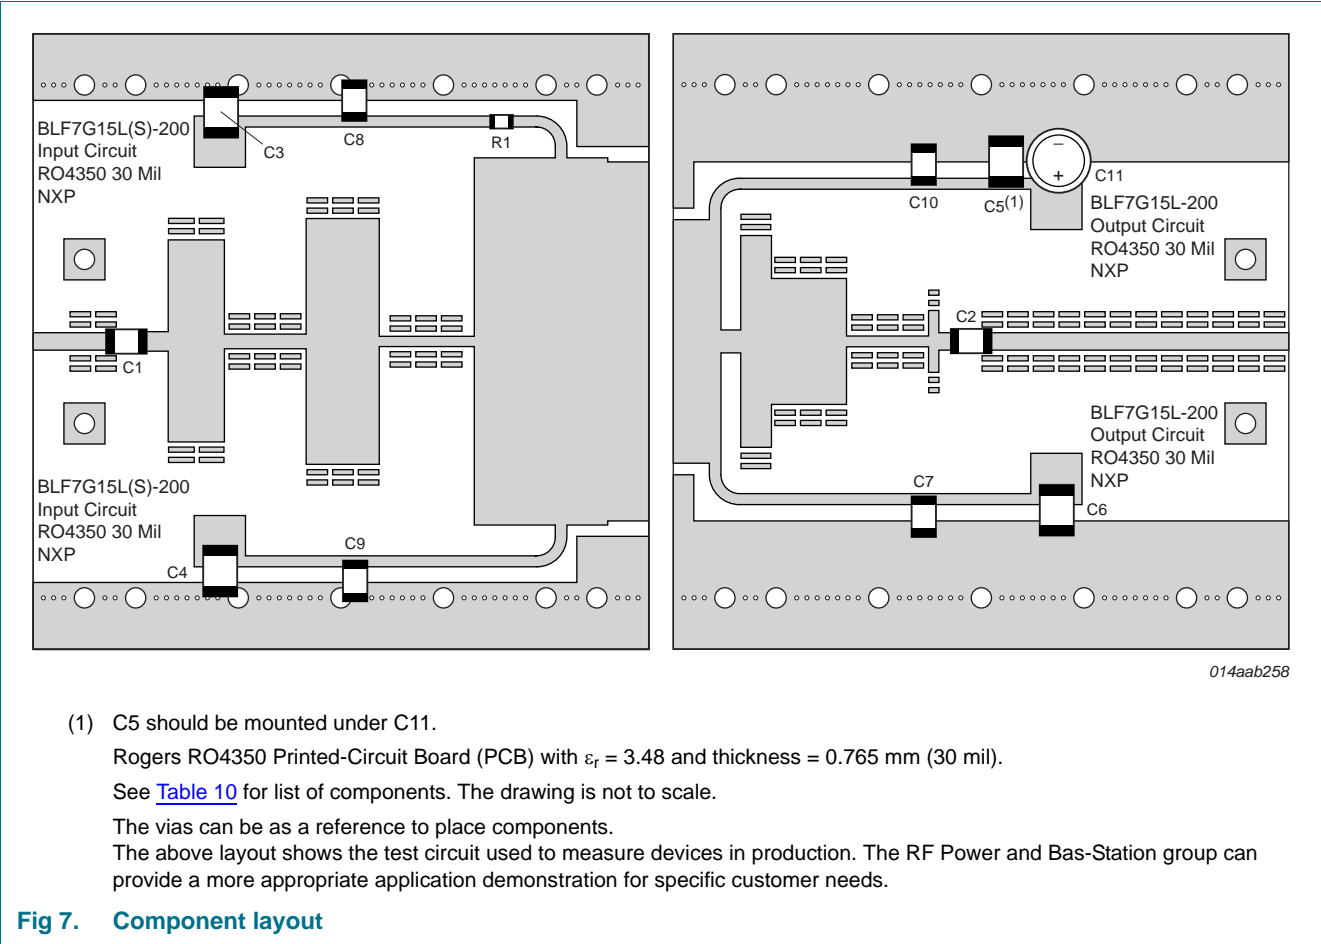 BLF7G15L(S)-200
Input Circuit
RO4350 30 Mil
NXP
C3
C8
R1
C1
BLF7G15L(S)-200
Input Circuit
RO4350 30 Mil
NXP
C4
C9
C10
C5(1)
−
+
C11
BLF7G15L-200
Output Circuit
RO4350 30 Mil
NXP
C2
BLF7G15L-200
Output Circuit
RO4350 30 Mil
NXP
C7
C6
014aab258
(1) C5 should be mounted under C11.
Rogers RO4350 Printed-Circuit Board (PCB) with εr = 3.48 and thickness = 0.765 mm (30 mil).
See Table 10 for list of components. The drawing is not to scale.
The vias can be as a reference to place components.
The above layout shows the test circuit used to measure devices in production. The RF Power and Bas-Station group can
provide a more appropriate application demonstration for specific customer needs.
Fig 7. Component layout